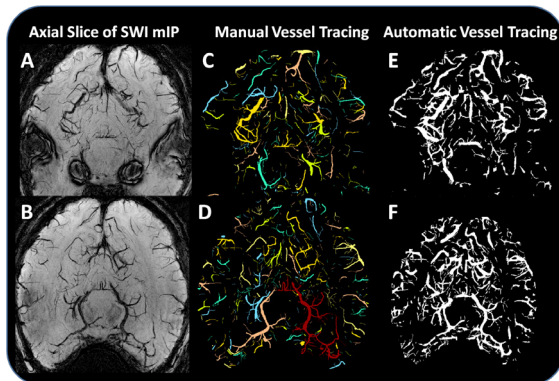 Axial Slice of SWI mIP
Manual Vessel Tracing
Automatic Vessel Tracing
A
C
E
B
D
F